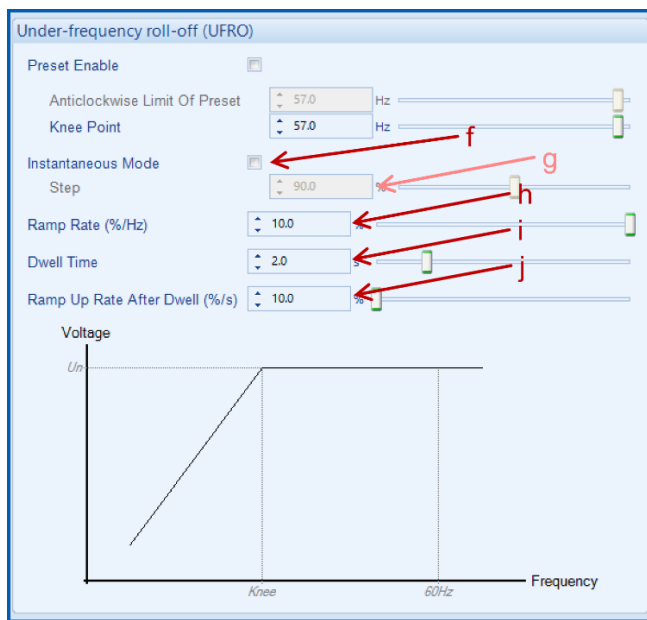 Under-frequency roll-off (UFRO)
Preset Enable
Anticlockwise Limit Of Preset 57.0 Hz
Knee Point 57.0 Hz
f
Instantaneous Mode
g
Step 90.0 %
h
Ramp Rate (%/Hz) 10.0 %
i
Dwell Time 2.0 s
j
Ramp Up Rate After Dwell (%/s) 10.0 %
Voltage
Un
Frequency
Knee 60Hz